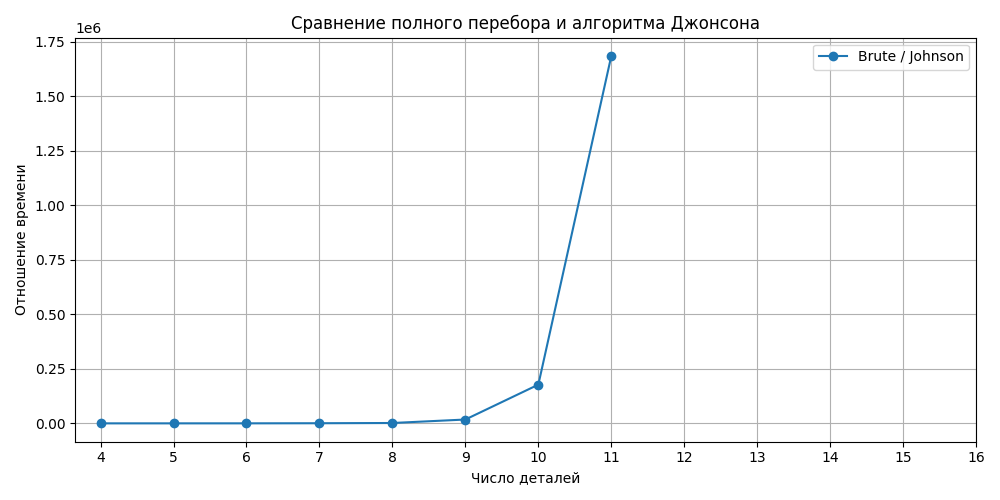 Сравнение полного перебора и алгоритма Джонсона
1e6
Brute / Johnson
1.75
1.50
1.25
1.00
0.75
0.50
0.25
0.00
Отношение времени
4 5 6 7 8 9 10 11 12 13 14 15 16
Число деталей